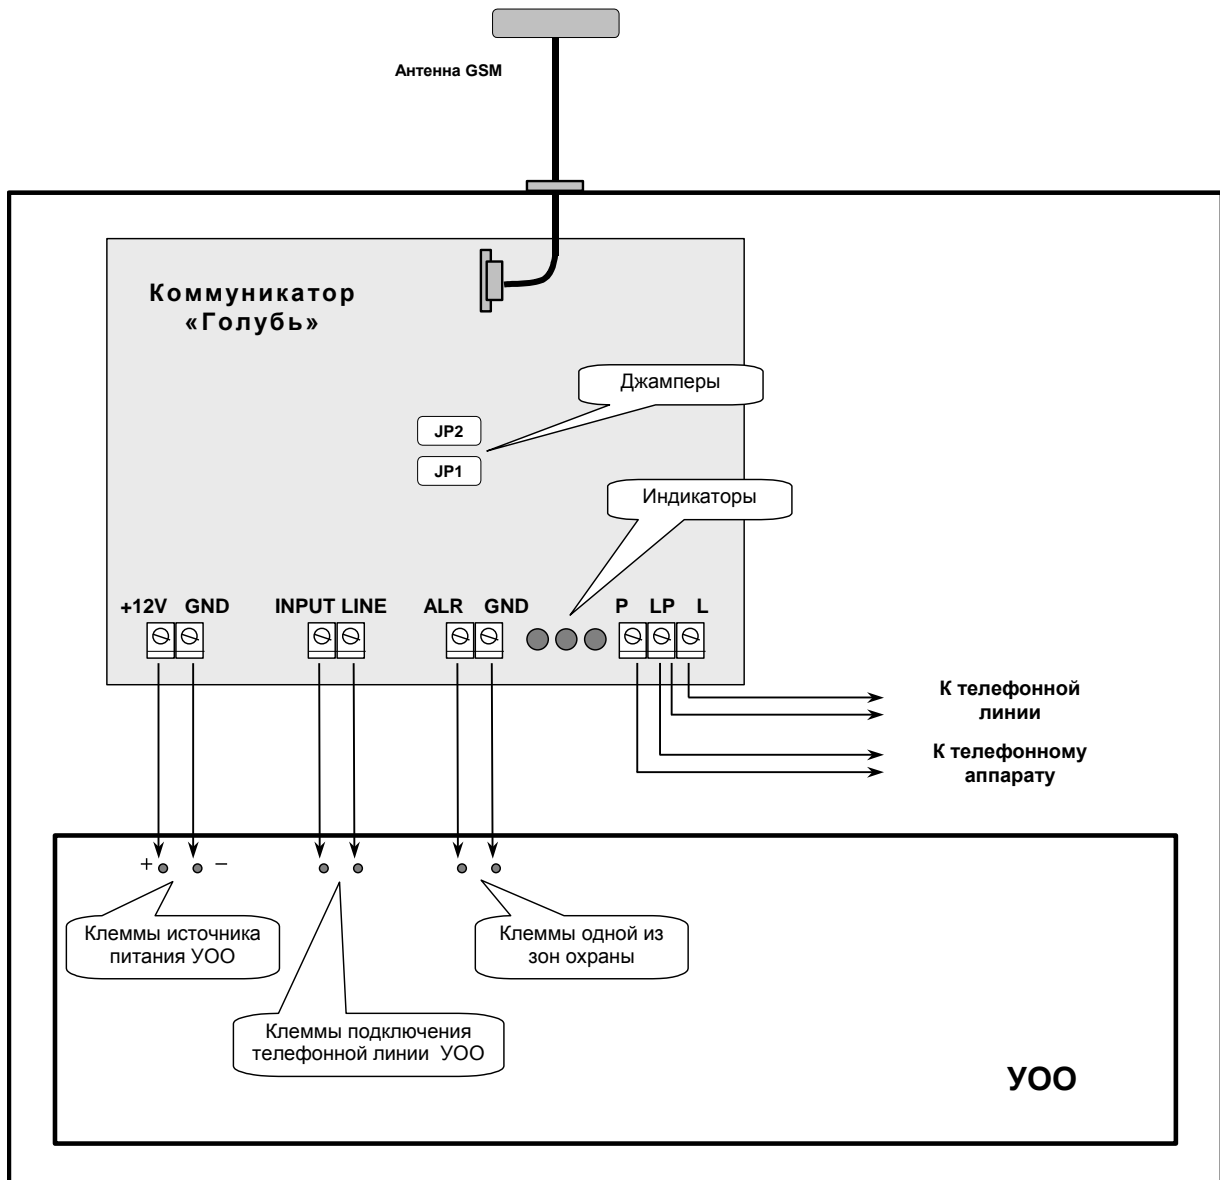 Антенна GSM
Коммуникатор
«Голубь»
Джамперы
JP2
JP1
Индикаторы
+12V GND INPUT LINE ALR GND P LP L
К телефонной
линии
К телефонному
аппарату
+ –
Клеммы источника
питания УОО
Клеммы одной из
зон охраны
Клеммы подключения
телефонной линии УОО
УОО